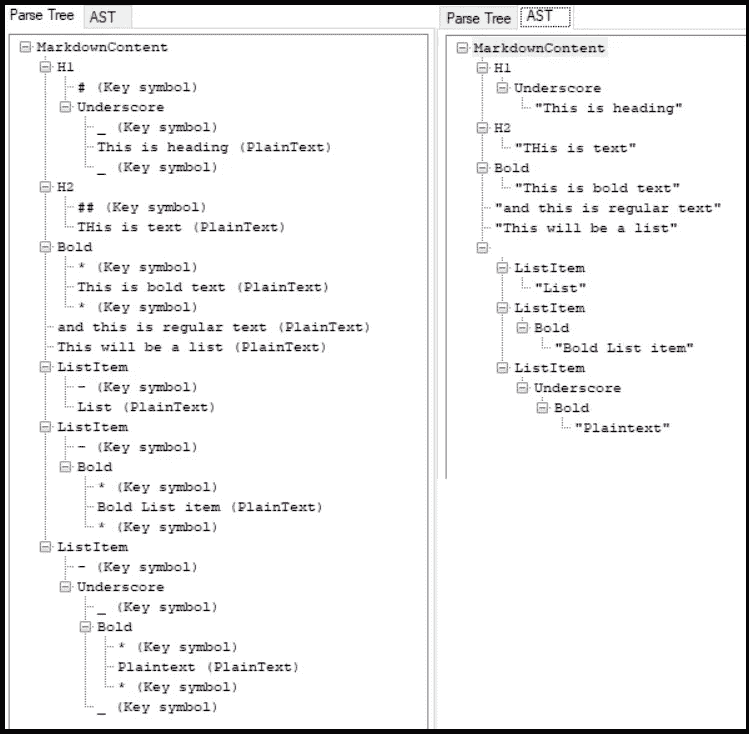 Parse Tree AST
MarkdownContent
H1
# (Key symbol)
Underscore
_ (Key symbol)
This is heading (PlainText)
_ (Key symbol)
H2
## (Key symbol)
THis is text (PlainText)
Bold
* (Key symbol)
This is bold text (PlainText)
* (Key symbol)
and this is regular text (PlainText)
This will be a list (PlainText)
ListItem
- (Key symbol)
List (PlainText)
ListItem
- (Key symbol)
Bold
* (Key symbol)
Bold List item (PlainText)
* (Key symbol)
ListItem
- (Key symbol)
Underscore
_ (Key symbol)
Bold
* (Key symbol)
Plaintext (PlainText)
* (Key symbol)
_ (Key symbol)
Parse Tree AST
MarkdownContent
H1
Underscore
"This is heading"
H2
"THis is text"
Bold
"This is bold text"
"and this is regular text"
"This will be a list"
ListItem
"List"
ListItem
Bold
"Bold List item"
ListItem
Underscore
Bold
"Plaintext"